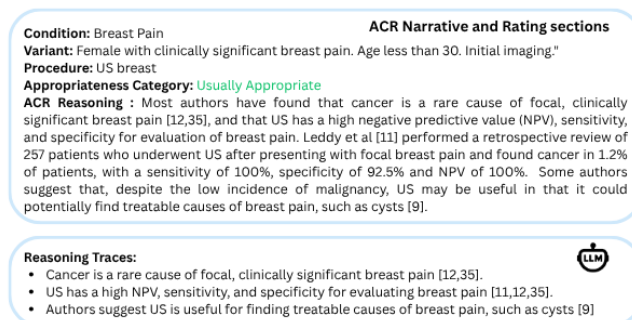 ACR Narrative and Rating sections
Condition: Breast Pain
Variant: Female with clinically significant breast pain. Age less than 30. Initial imaging."
Procedure: US breast
Appropriateness Category: Usually Appropriate
ACR Reasoning : Most authors have found that cancer is a rare cause of focal, clinically
significant breast pain [12,35], and that US has a high negative predictive value (NPV), sensitivity,
and specificity for evaluation of breast pain. Leddy et al [11] performed a retrospective review of
257 patients who underwent US after presenting with focal breast pain and found cancer in 1.2%
of patients, with a sensitivity of 100%, specificity of 92.5% and NPV of 100%. Some authors
suggest that, despite the low incidence of malignancy, US may be useful in that it could
potentially find treatable causes of breast pain, such as cysts [9].
Reasoning Traces:
LLM
• Cancer is a rare cause of focal, clinically significant breast pain [12,35].
• US has a high NPV, sensitivity, and specificity for evaluating breast pain [11,12,35].
• Authors suggest US is useful for finding treatable causes of breast pain, such as cysts [9]